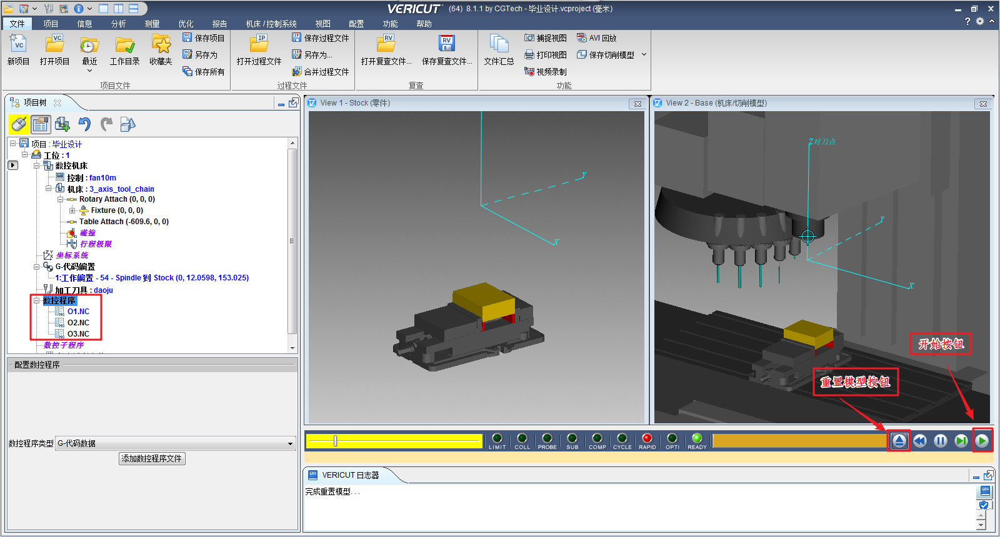 VERICUT (64) 8.1.1 by CGTech - 毕业设计.vcproject (毫米)
文件 项目 信息 分析 测量 优化 报告 机床 / 控制系统 视图 配置 功能 帮助
新项目 打开项目 最近 工作目录 收藏夹
保存项目
另存为
保存所有
项目文件
打开过程文件
保存过程文件
另存为...
合并过程文件
过程文件
打开复查文件... 保存复查文件...
复查
文件汇总
捕捉视图 AVI 回放
打印视图 保存切削模型
视频录制
功能
项目树
项目 : 毕业设计
工位 : 1
数控机床
控制 : fan10m
机床 : 3_axis_tool_chain
Rotary Attach (0, 0, 0)
Fixture (0, 0, 0)
Table Attach (-609.6, 0, 0)
碰撞
行程极限
坐标系统
G-代码偏置
1:工作偏置 - 54 - Spindle 到 Stock (0, 12.0598, 153.025)
加工刀具 : daoju
数控程序
O1.NC
O2.NC
O3.NC
数控子程序
配置数控程序
数控程序类型 G-代码数据
添加数控程序文件
View 1 - Stock (零件)
Y
X
View 2 - Base (机床/切削模型)
Z对刀点
Y
X
开始按钮
重置模型按钮
LIMIT COLL PROBE SUB COMP CYCLE RAPID OPTI READY
VERICUT 日志器
完成重置模型...